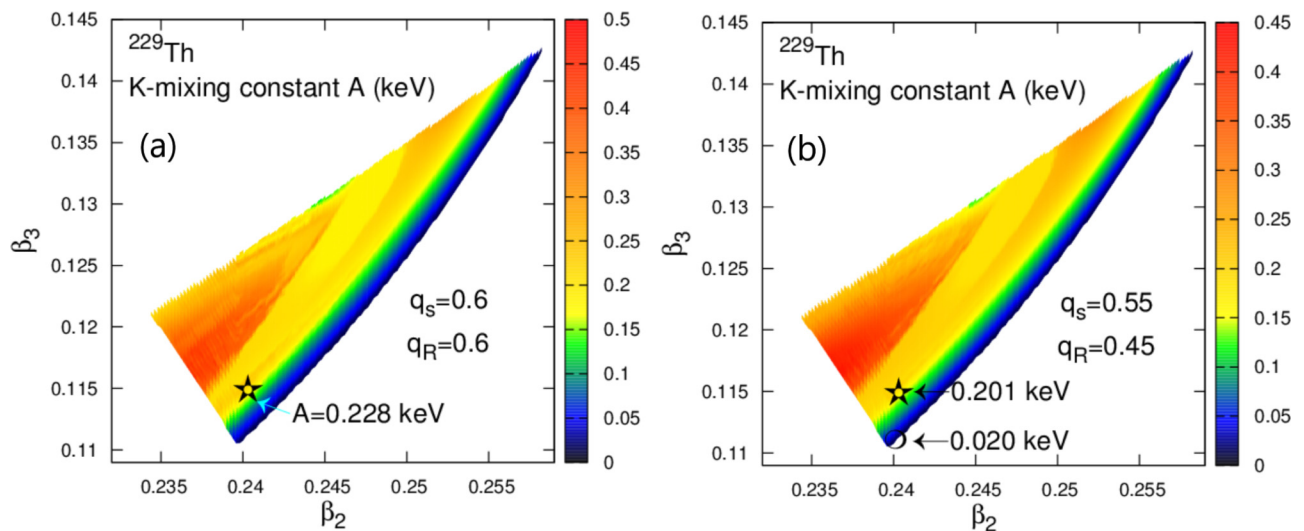 ²²⁹Th
K-mixing constant A (keV)
(a)
q_s=0.6
q_R=0.6
A=0.228 keV
β₃
0.145
0.14
0.135
0.13
0.125
0.12
0.115
0.11
0.235
0.24
0.245
0.25
0.255
β₂
0.5
0.45
0.4
0.35
0.3
0.25
0.2
0.15
0.1
0.05
0
²²⁹Th
K-mixing constant A (keV)
(b)
q_s=0.55
q_R=0.45
0.201 keV
0.020 keV
β₃
0.145
0.14
0.135
0.13
0.125
0.12
0.115
0.11
0.235
0.24
0.245
0.25
0.255
β₂
0.45
0.4
0.35
0.3
0.25
0.2
0.15
0.1
0.05
0